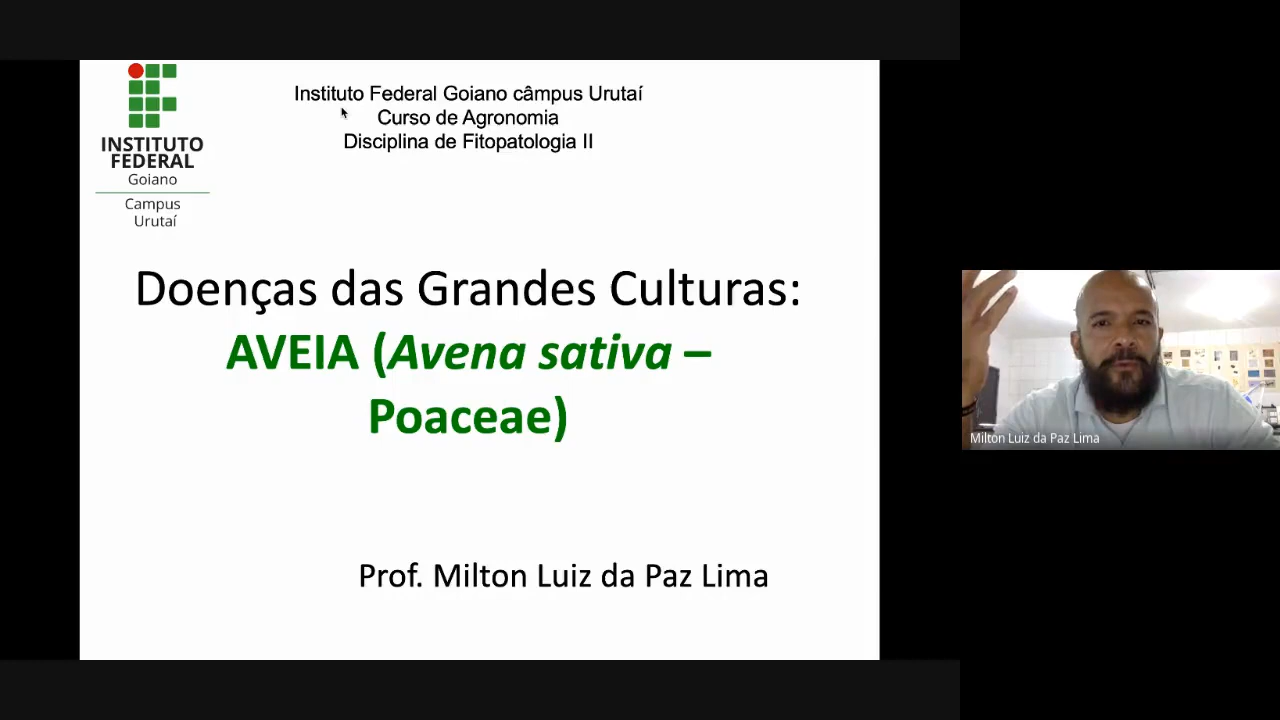 INSTITUTO
FEDERAL
Goiano
Campus
Urutaí
Instituto Federal Goiano câmpus Urutaí
Curso de Agronomia
Disciplina de Fitopatologia II
Doenças das Grandes Culturas:
AVEIA (Avena sativa –
Poaceae)
Prof. Milton Luiz da Paz Lima
Milton Luiz da Paz Lima